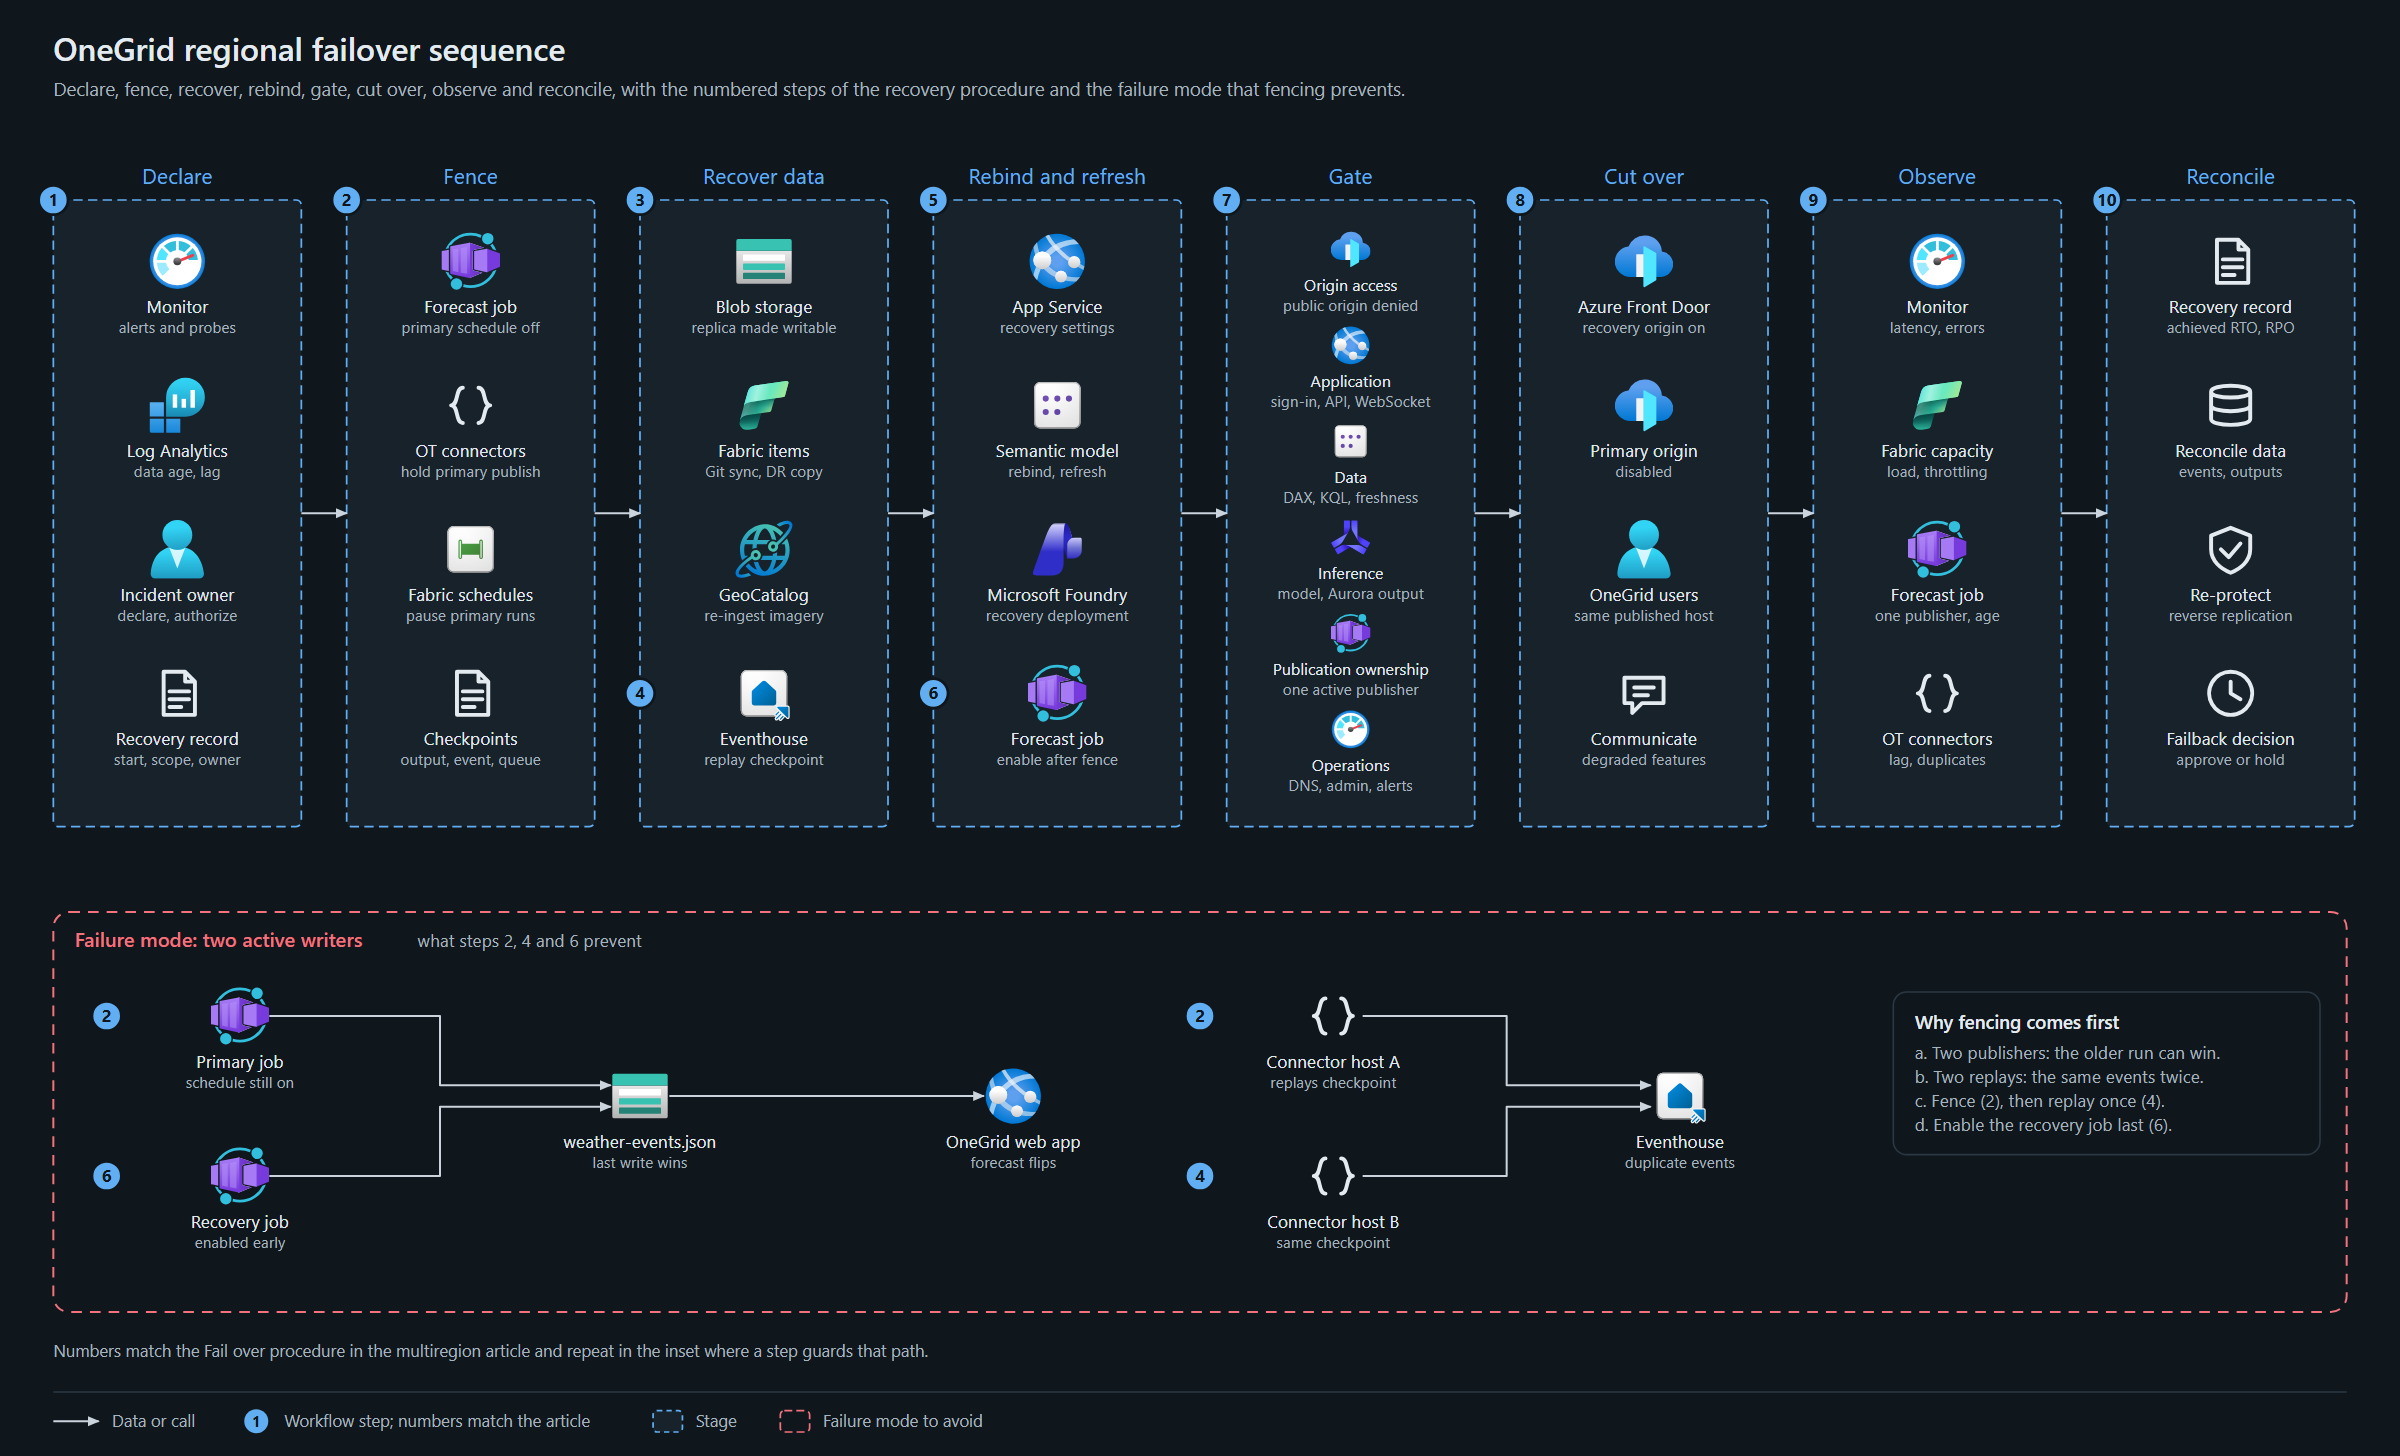 OneGrid regional failover sequence
Declare, fence, recover, rebind, gate, cut over, observe and reconcile, with the numbered steps of the recovery procedure and the failure mode that fencing prevents.
Declare
1
Monitor
alerts and probes
Log Analytics
data age, lag
Incident owner
declare, authorize
Recovery record
start, scope, owner
Fence
2
Forecast job
primary schedule off
{ }
OT connectors
hold primary publish
Fabric schedules
pause primary runs
Checkpoints
output, event, queue
Recover data
3
Blob storage
replica made writable
Fabric items
Git sync, DR copy
GeoCatalog
re-ingest imagery
4
Eventhouse
replay checkpoint
Rebind and refresh
5
App Service
recovery settings
Semantic model
rebind, refresh
Microsoft Foundry
recovery deployment
6
Forecast job
enable after fence
Gate
7
Origin access
public origin denied
Application
sign-in, API, WebSocket
Data
DAX, KQL, freshness
Inference
model, Aurora output
Publication ownership
one active publisher
Operations
DNS, admin, alerts
Cut over
8
Azure Front Door
recovery origin on
Primary origin
disabled
OneGrid users
same published host
Communicate
degraded features
Observe
9
Monitor
latency, errors
Fabric capacity
load, throttling
Forecast job
one publisher, age
{ }
OT connectors
lag, duplicates
Reconcile
10
Recovery record
achieved RTO, RPO
Reconcile data
events, outputs
Re-protect
reverse replication
Failback decision
approve or hold
Failure mode: two active writers
what steps 2, 4 and 6 prevent
2
Primary job
schedule still on
6
Recovery job
enabled early
weather-events.json
last write wins
OneGrid web app
forecast flips
2
{ }
Connector host A
replays checkpoint
4
{ }
Connector host B
same checkpoint
Eventhouse
duplicate events
Why fencing comes first
a. Two publishers: the older run can win.
b. Two replays: the same events twice.
c. Fence (2), then replay once (4).
d. Enable the recovery job last (6).
Numbers match the Fail over procedure in the multiregion article and repeat in the inset where a step guards that path.
Data or call
1
Workflow step; numbers match the article
Stage
Failure mode to avoid